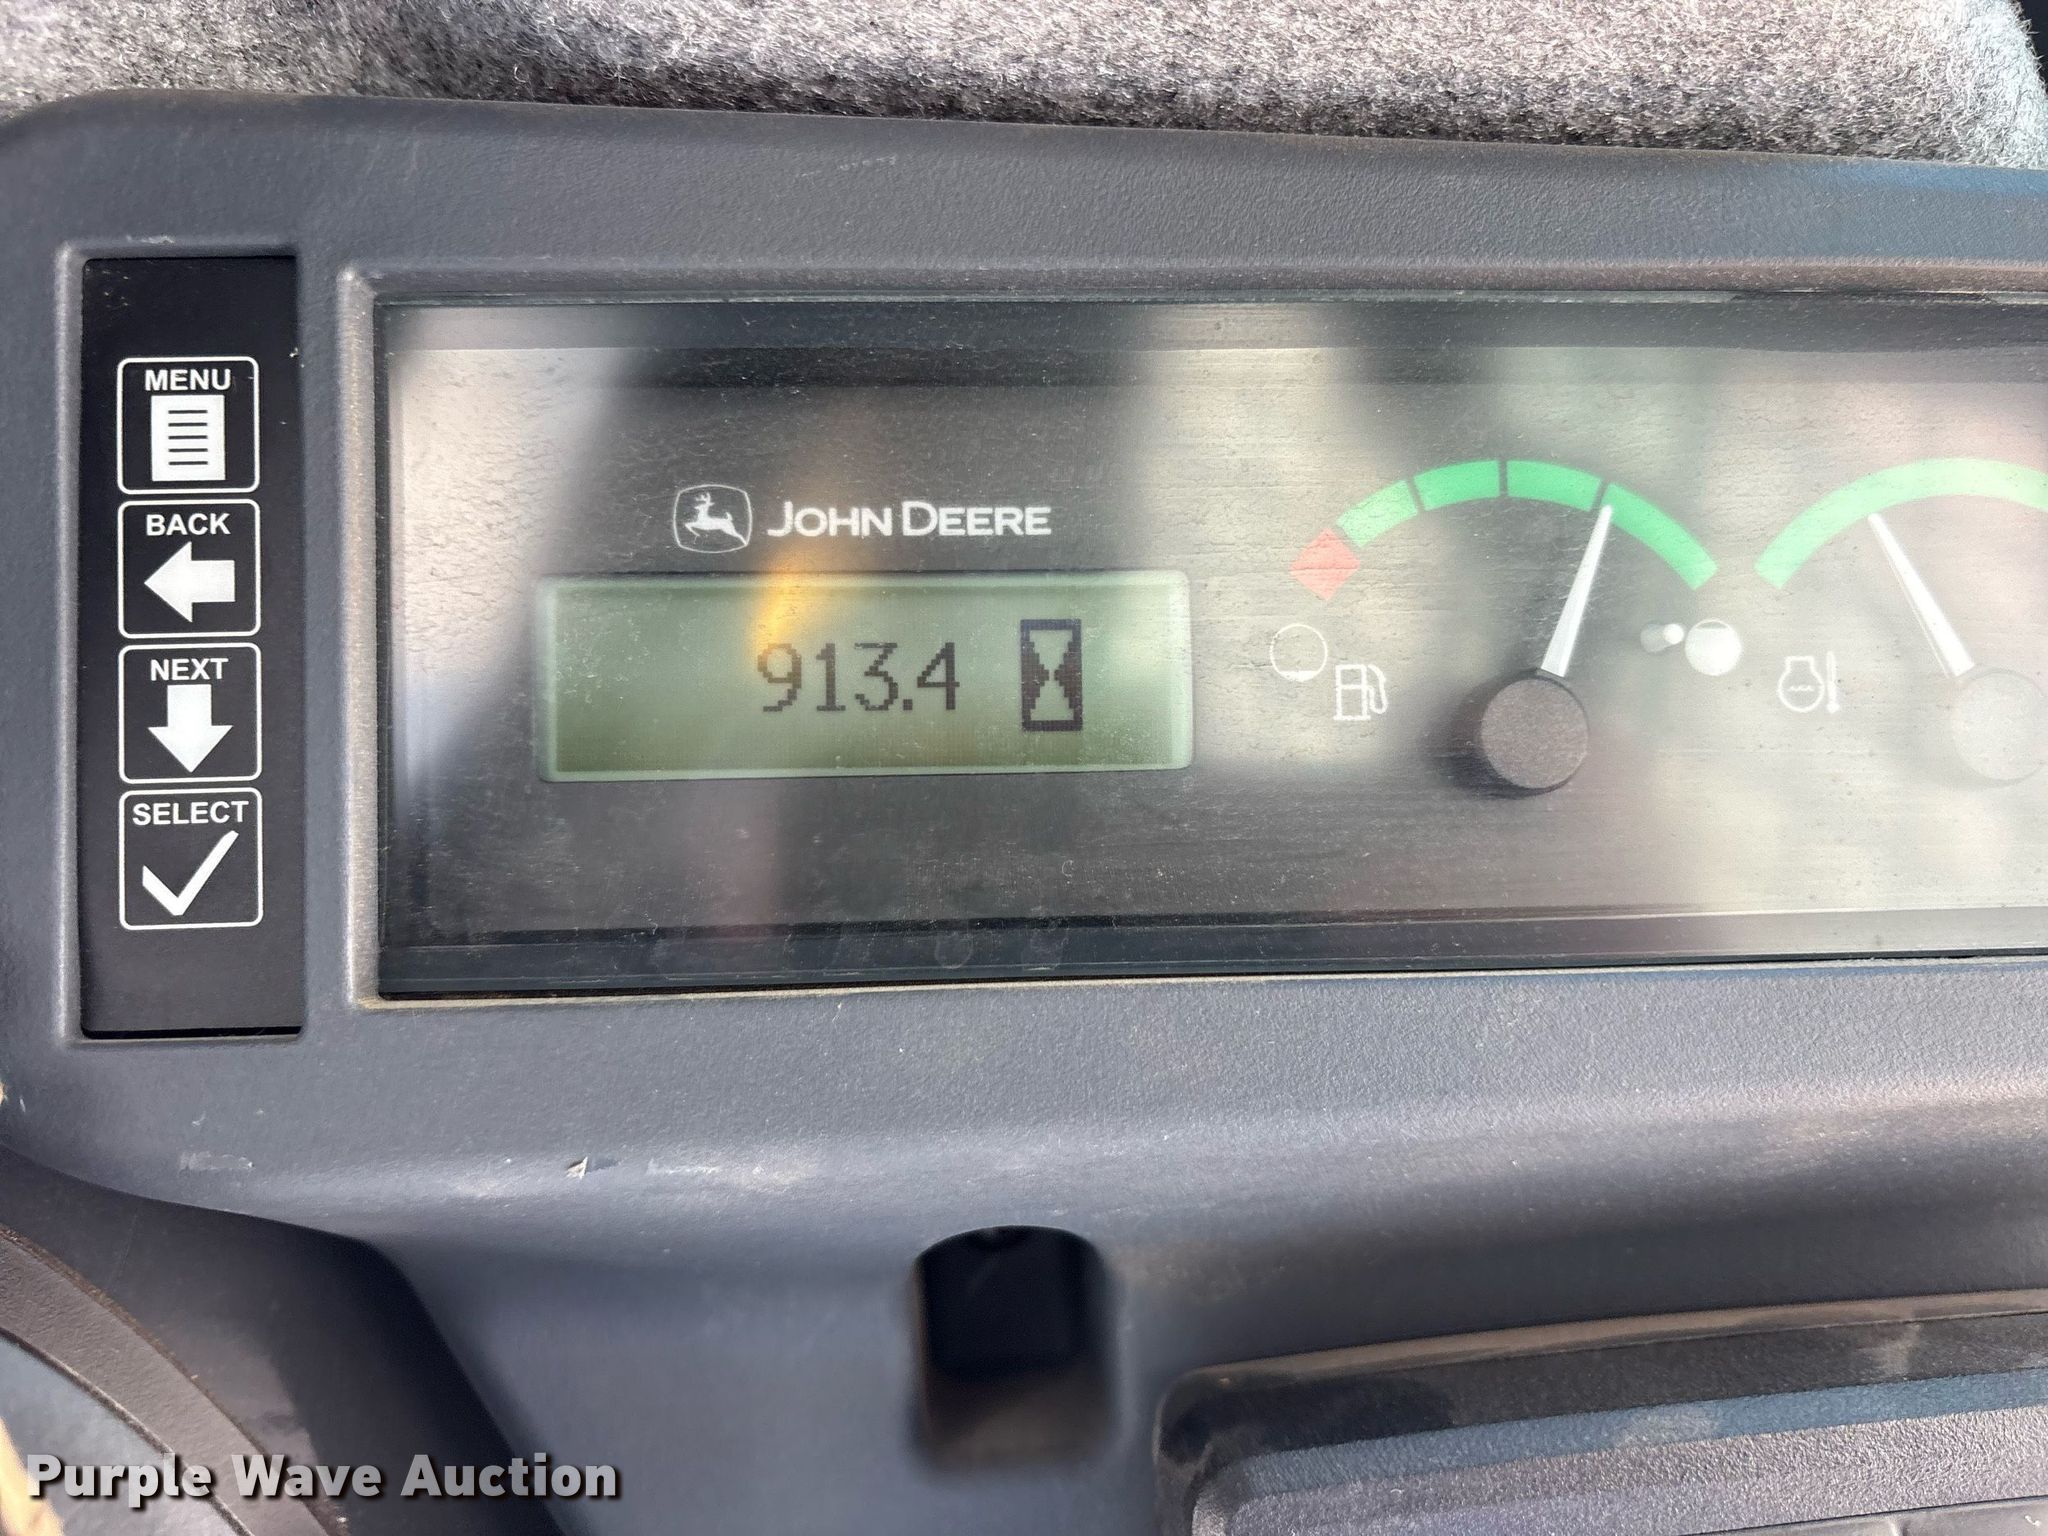 MENU
BACK
NEXT
SELECT
JOHN DEERE
913.4
Purple Wave Auction